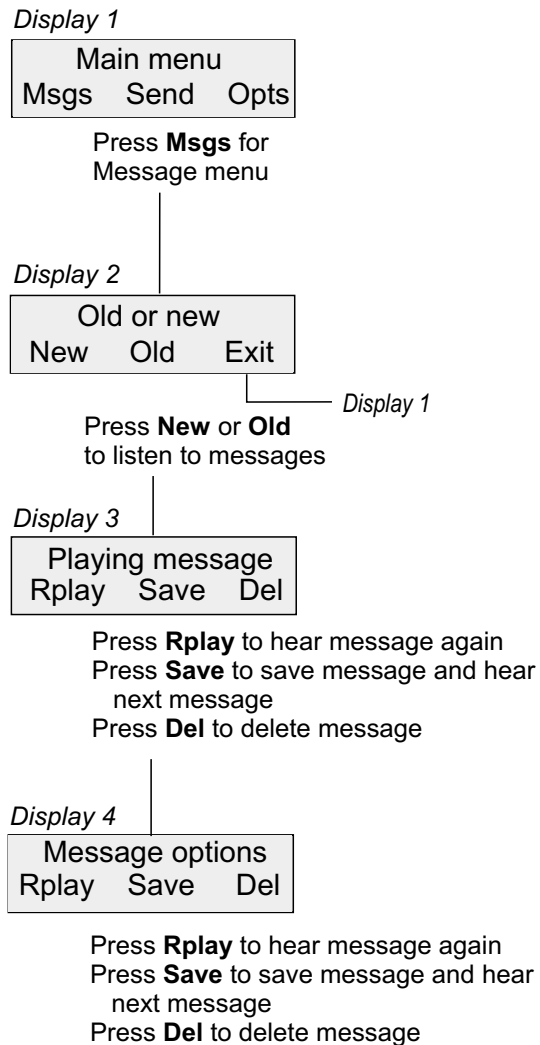 Display 1
Main menu
Msgs Send Opts
Press Msgs for
Message menu
Display 2
Old or new
New Old Exit
Display 1
Press New or Old
to listen to messages
Display 3
Playing message
Rplay Save Del
Press Rplay to hear message again
Press Save to save message and hear
next message
Press Del to delete message
Display 4
Message options
Rplay Save Del
Press Rplay to hear message again
Press Save to save message and hear
next message
Press Del to delete message